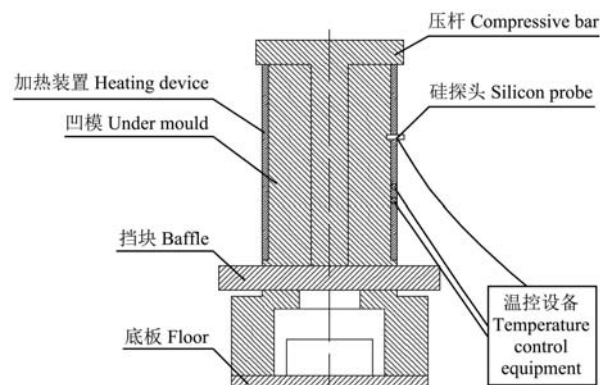 压杆 Compressive bar
加热装置 Heating device
硅探头 Silicon probe
凹模 Under mould
挡块 Baffle
温控设备
Temperature
control
equipment
底板 Floor